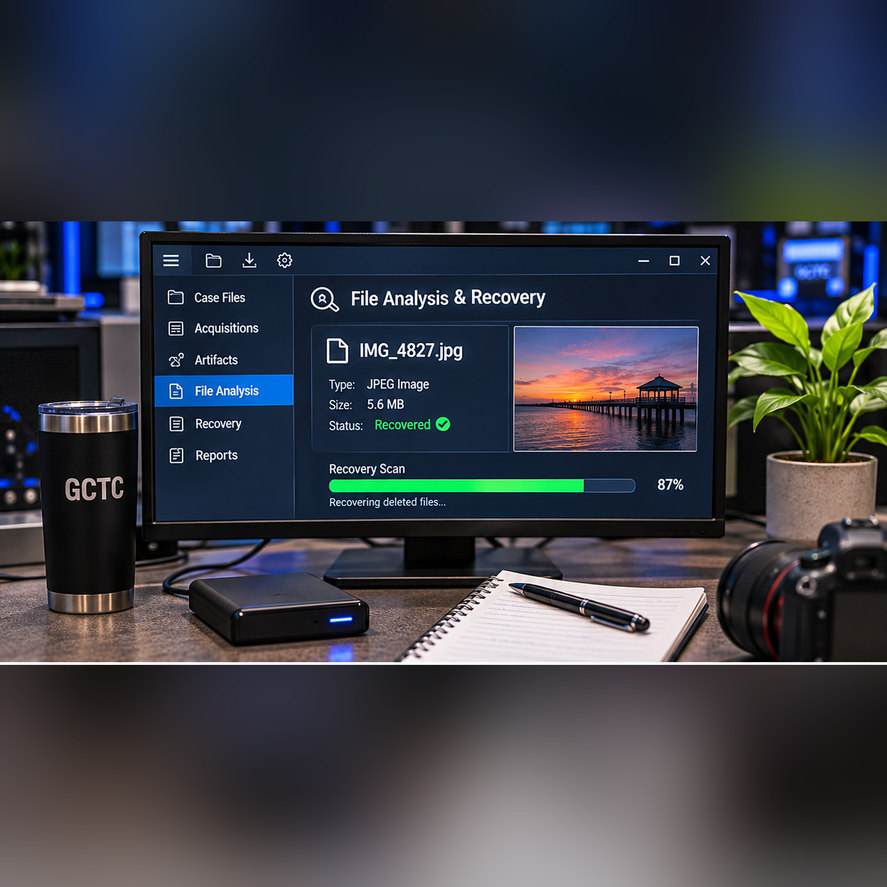 Case Files
Acquisitions
Artifacts
File Analysis
Recovery
Reports
File Analysis & Recovery
IMG_4827.jpg
Type: JPEG Image
Size: 5.6 MB
Status: Recovered
Recovery Scan
87%
Recovering deleted files...
GCTC
GCTC